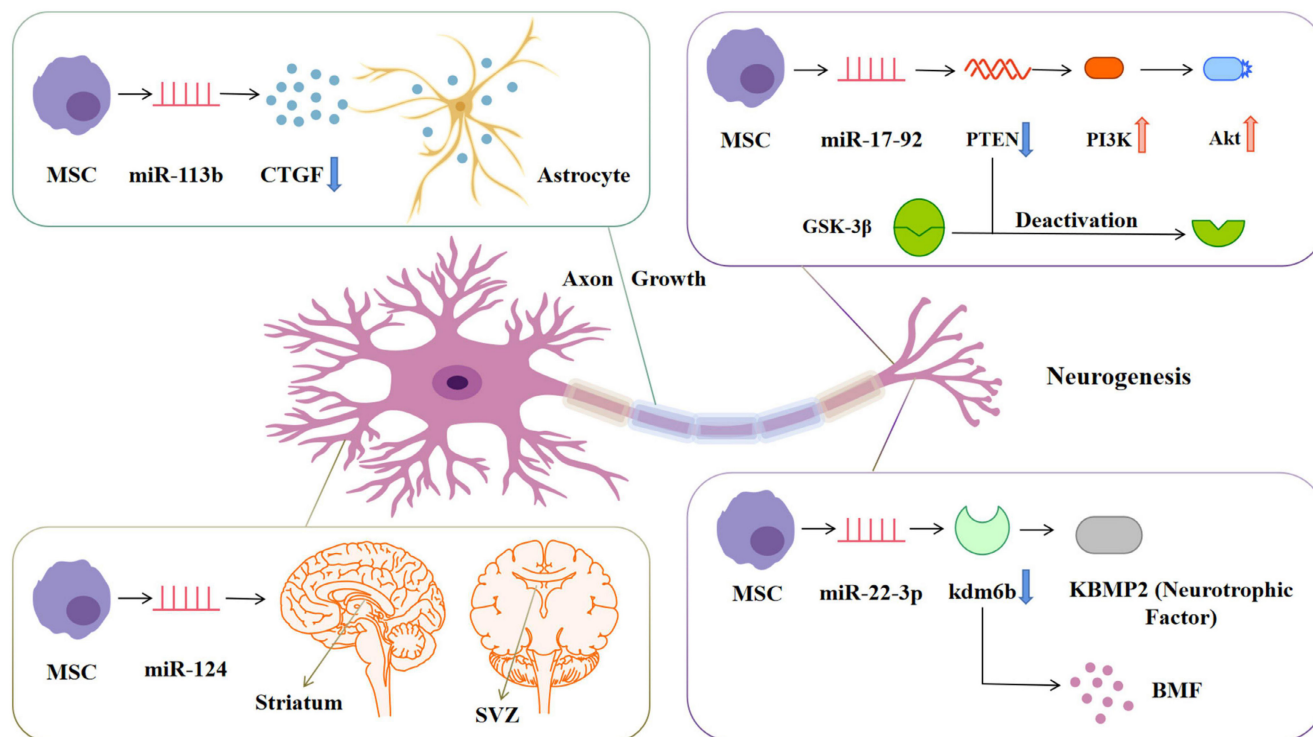 MSC
miR-113b
CTGF
Astrocyte
MSC
miR-17-92
PTEN
PI3K
Akt
GSK-3β
Deactivation
Axon Growth
Neurogenesis
MSC
miR-124
Striatum
SVZ
MSC
miR-22-3p
kdm6b
KBMP2 (Neurotrophic
Factor)
BMF